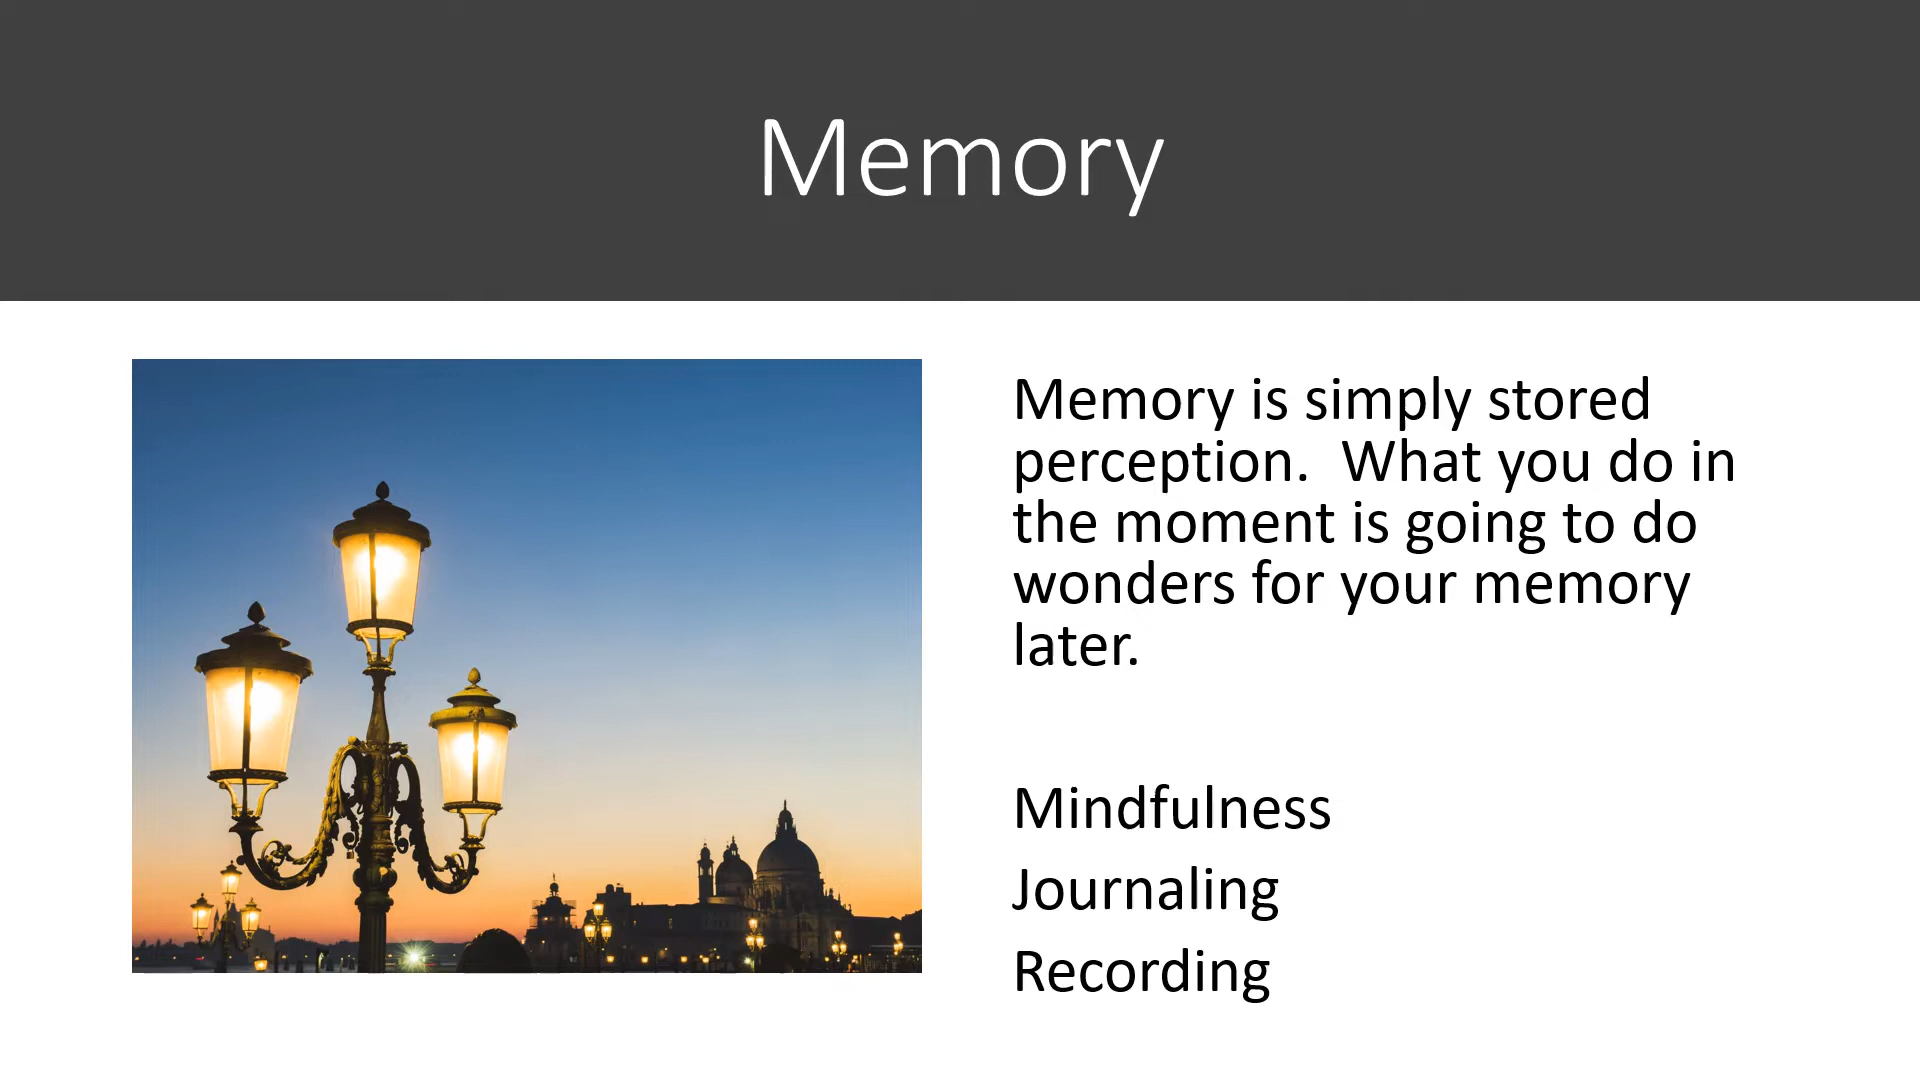 Memory
Memory is simply stored
perception.  What you do in
the moment is going to do
wonders for your memory
later.
Mindfulness
Journaling
Recording